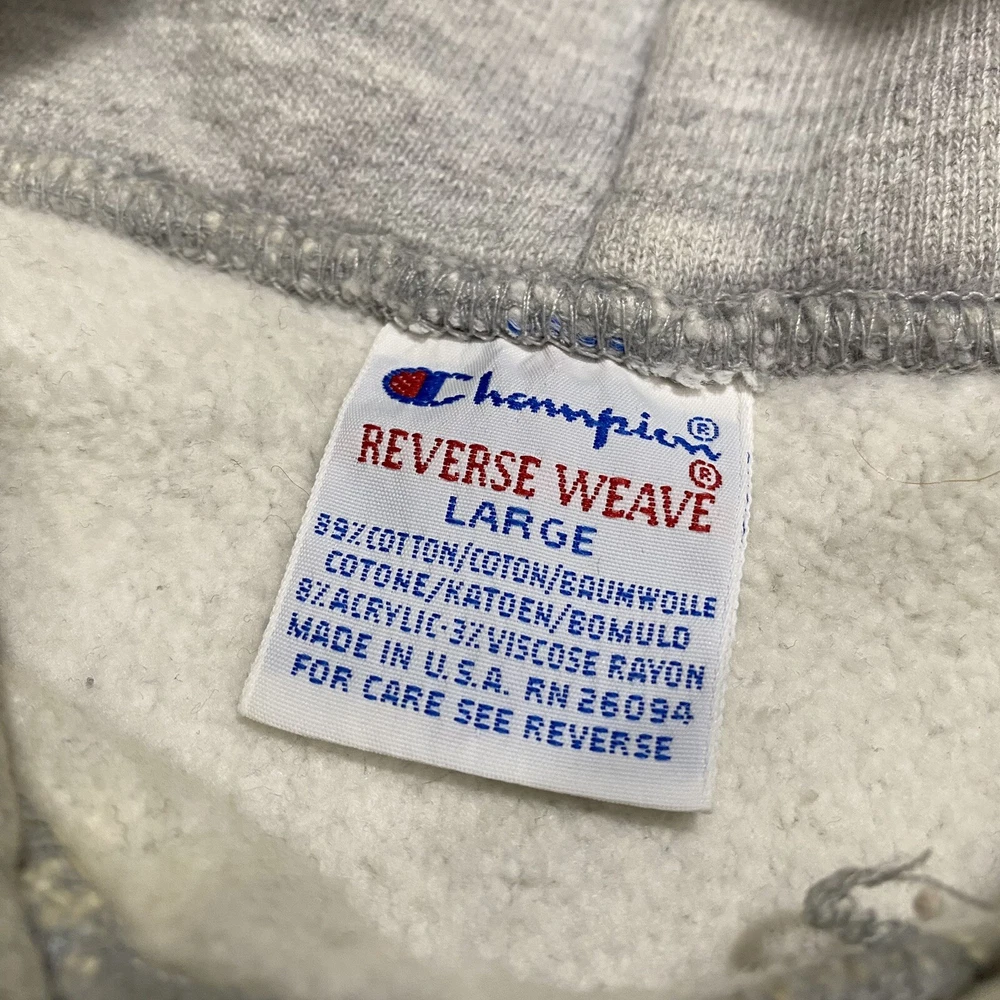 Champion®
REVERSE WEAVE®
LARGE
89% COTTON/COTON/BAUMWOLLE
COTONE/KATOEN/BOMULD
8% ACRYLIC-3% VISCOSE RAYON
MADE IN U.S.A. RN 26094
FOR CARE SEE REVERSE